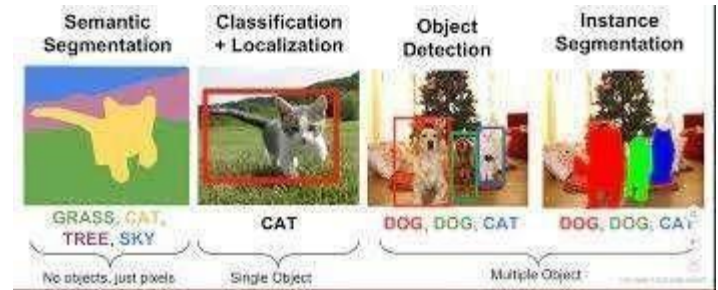 Semantic
Segmentation
Classification
+ Localization
Object
Detection
Instance
Segmentation
GRASS, CAT,
TREE, SKY
CAT
DOG, DOG, CAT
DOG, DOG, CAT
No objects, just pixels
Single Object
Multiple Object